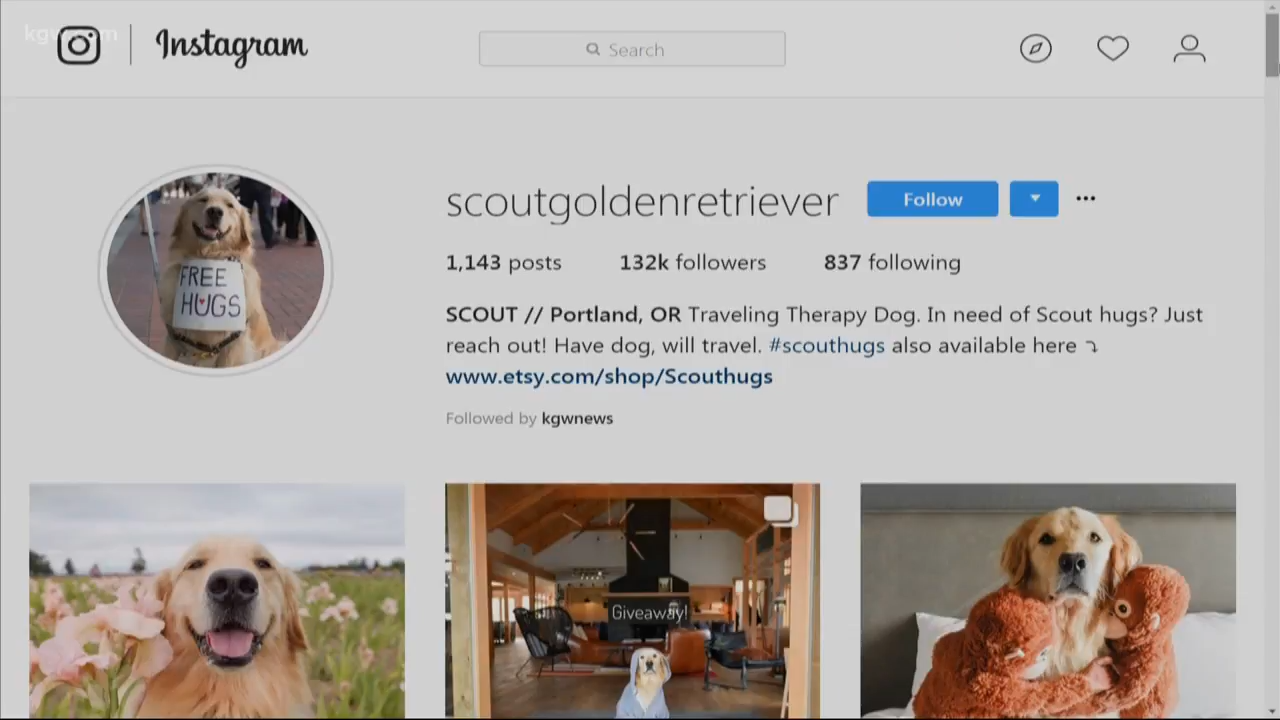 kgw.com
Instagram
Search
scoutgoldenretriever
Follow
1,143 posts 132k followers 837 following
SCOUT // Portland, OR Traveling Therapy Dog. In need of Scout hugs? Just
reach out! Have dog, will travel. #scouthugs also available here ⤵
www.etsy.com/shop/Scouthugs
Followed by kgwnews
FREE
HUGS
Giveaway!